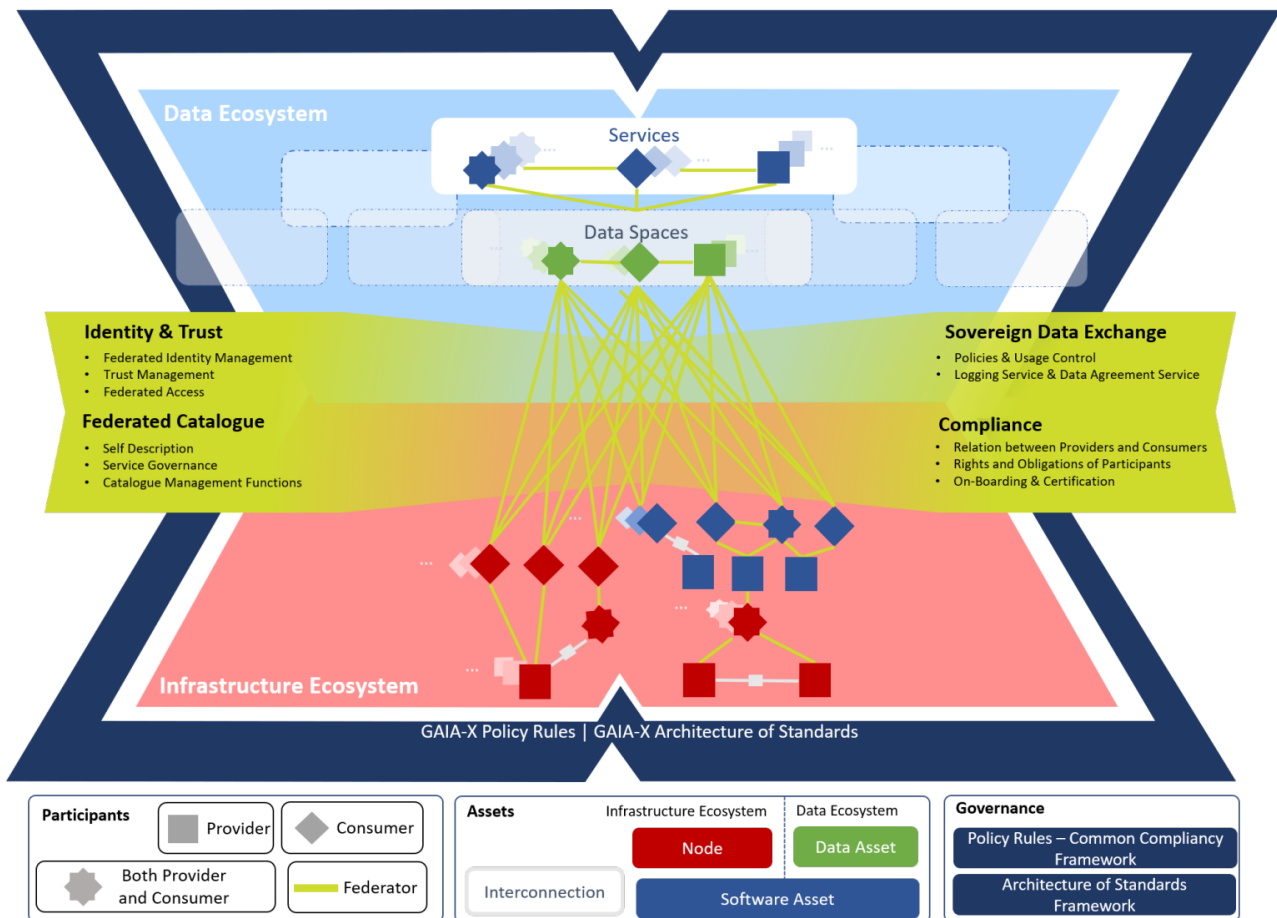 Data Ecosystem
Services
...
...
...
Data Spaces
...
...
Identity & Trust
• Federated Identity Management
• Trust Management
• Federated Access
Federated Catalogue
• Self Description
• Service Governance
• Catalogue Management Functions
Sovereign Data Exchange
• Policies & Usage Control
• Logging Service & Data Agreement Service
Compliance
• Relation between Providers and Consumers
• Rights and Obligations of Participants
• On-Boarding & Certification
...
...
...
...
Infrastructure Ecosystem
GAIA-X Policy Rules | GAIA-X Architecture of Standards
Participants
Provider
Consumer
Both Provider
and Consumer
Federator
Assets
Infrastructure Ecosystem
Data Ecosystem
Node
Data Asset
Interconnection
Software Asset
Governance
Policy Rules – Common Compliancy
Framework
Architecture of Standards
Framework